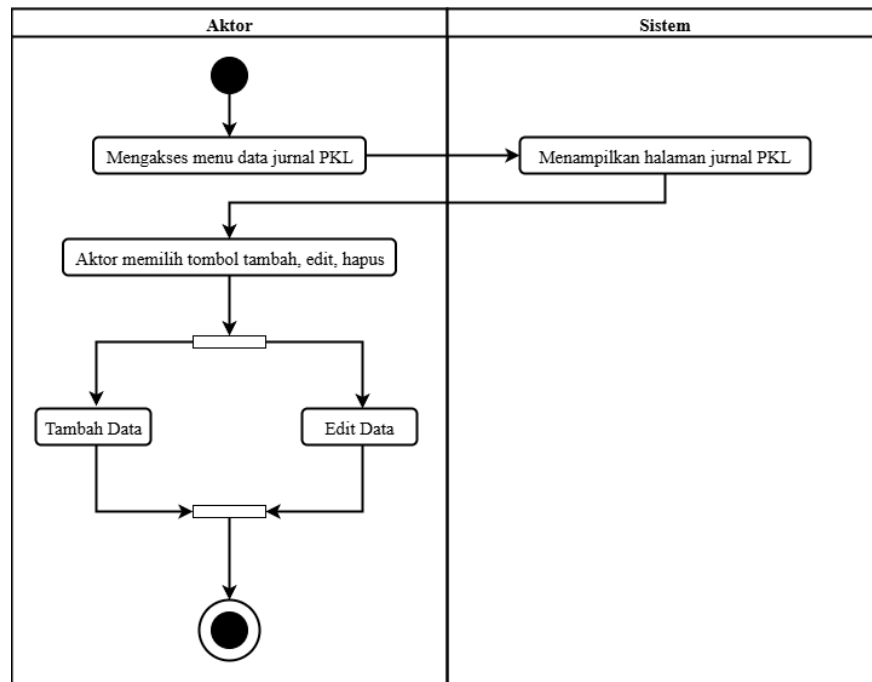 Aktor
Sistem
Mengakses menu data jurnal PKL
Menampilkan halaman jurnal PKL
Aktor memilih tombol tambah, edit, hapus
Tambah Data
Edit Data